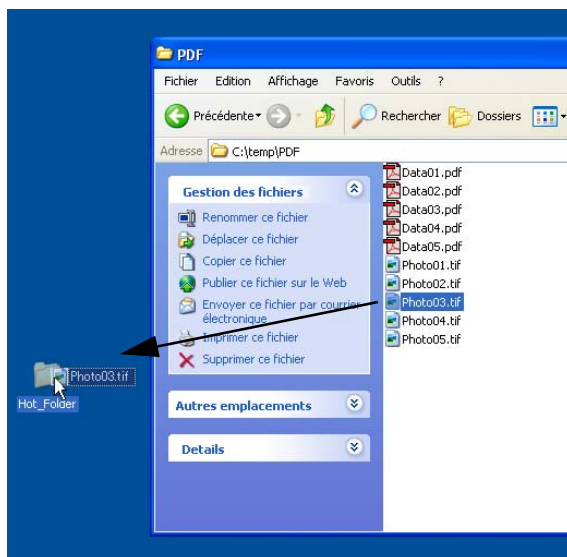 PDF
Fichier Edition Affichage Favoris Outils ?
Précédente Rechercher Dossiers
Adresse C:\temp\PDF
Gestion des fichiers
Renommer ce fichier
Déplacer ce fichier
Copier ce fichier
Publier ce fichier sur le Web
Envoyer ce fichier par courrier
électronique
Imprimer ce fichier
Supprimer ce fichier
Autres emplacements
Details
Data01.pdf
Data02.pdf
Data03.pdf
Data04.pdf
Data05.pdf
Photo01.tif
Photo02.tif
Photo03.tif
Photo04.tif
Photo05.tif
Photo03.tif
Hot_Folder